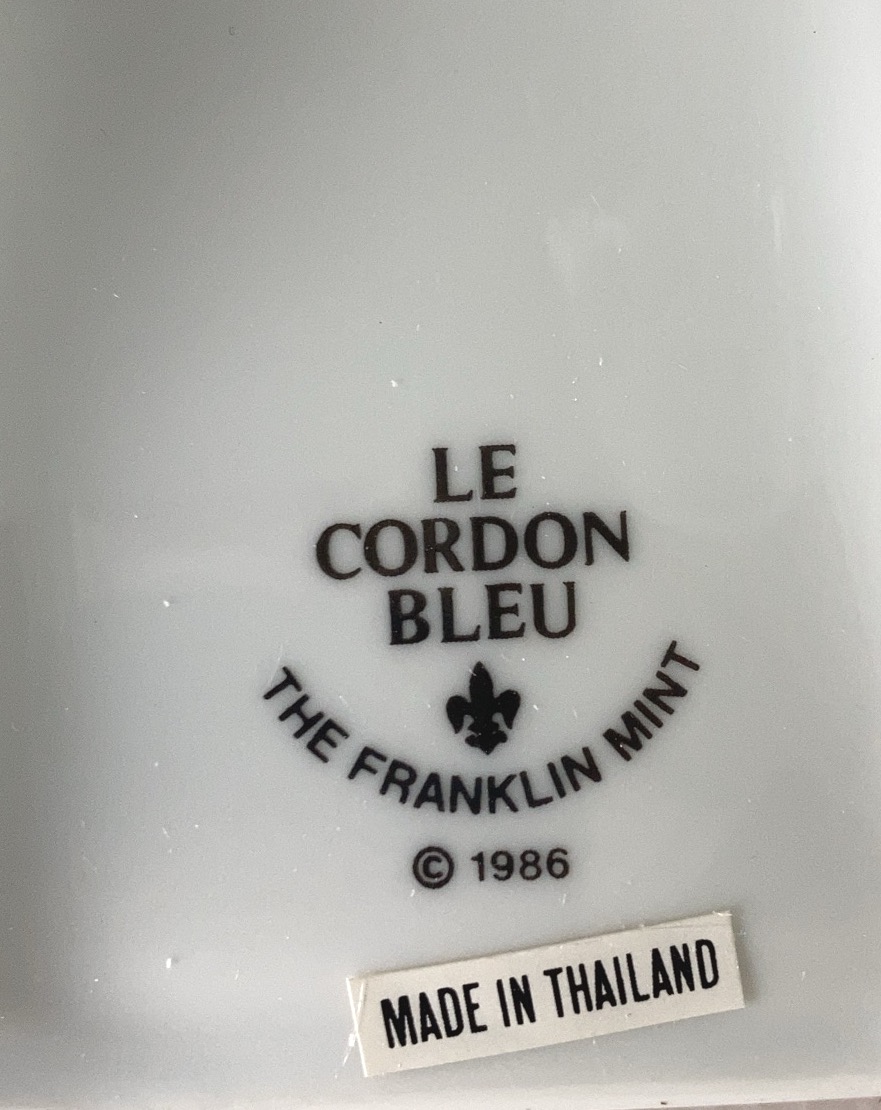 LE
CORDON
BLEU
THE FRANKLIN MINT
© 1986
MADE IN THAILAND